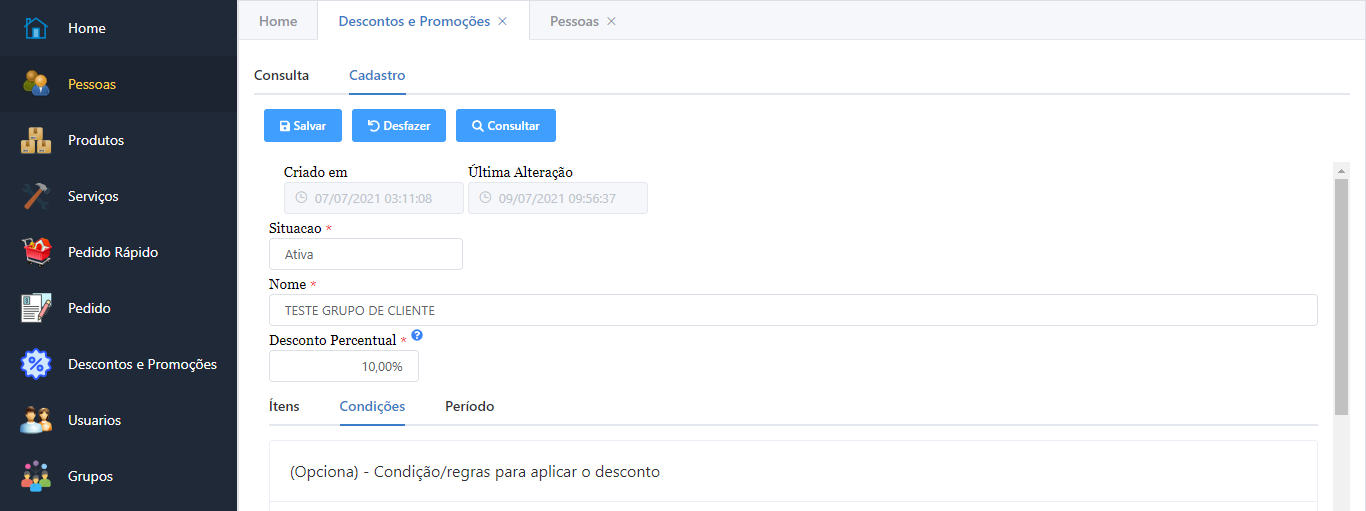 Home
Pessoas
Produtos
Serviços
Pedido Rápido
Pedido
Descontos e Promoções
Usuarios
Grupos
Home Descontos e Promoções × Pessoas ×
Consulta Cadastro
Salvar Desfazer Consultar
Criado em Última Alteração
07/07/2021 03:11:08 09/07/2021 09:56:37
Situacao *
Ativa
Nome *
TESTE GRUPO DE CLIENTE
Desconto Percentual * ?
10,00%
Ítens Condições Período
(Opciona) - Condição/regras para aplicar o desconto